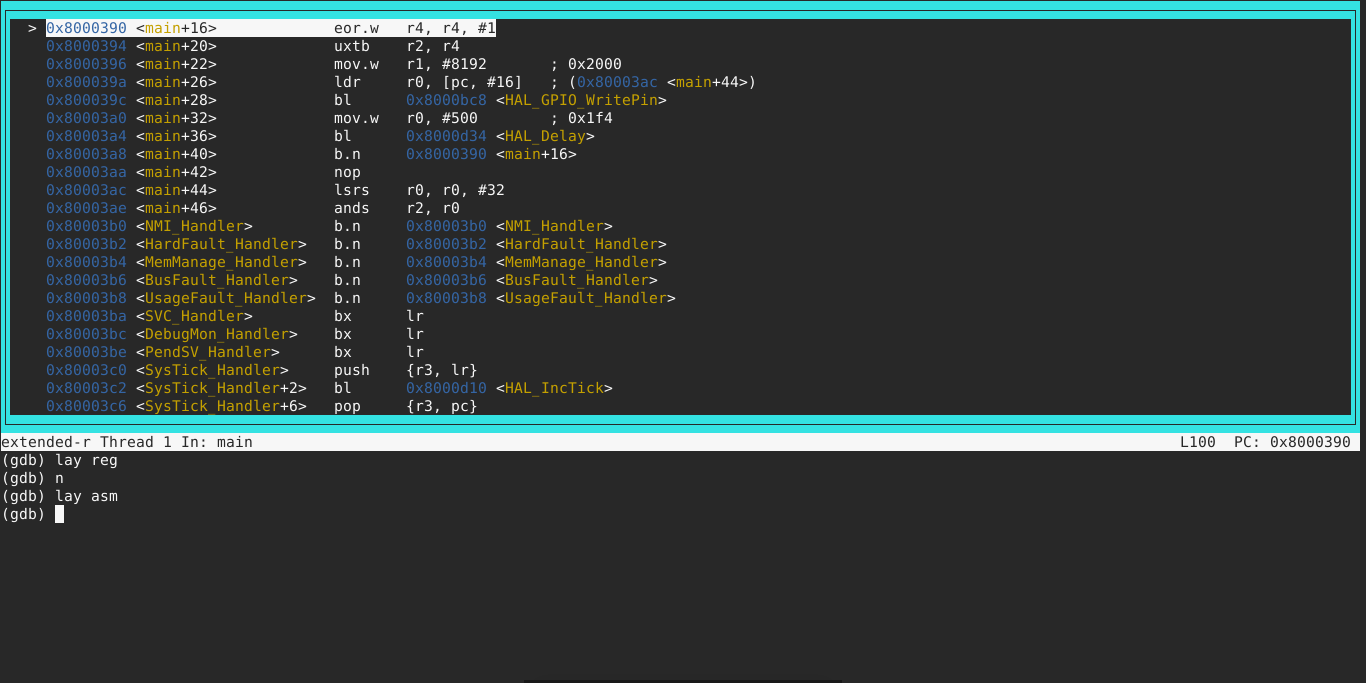 > 0x8000390 <main+16> eor.w r4, r4, #1
0x8000394 <main+20> uxtb r2, r4
0x8000396 <main+22> mov.w r1, #8192 ; 0x2000
0x800039a <main+26> ldr r0, [pc, #16] ; (0x80003ac <main+44>)
0x800039c <main+28> bl 0x8000bc8 <HAL_GPIO_WritePin>
0x80003a0 <main+32> mov.w r0, #500 ; 0x1f4
0x80003a4 <main+36> bl 0x8000d34 <HAL_Delay>
0x80003a8 <main+40> b.n 0x8000390 <main+16>
0x80003aa <main+42> nop
0x80003ac <main+44> lsrs r0, r0, #32
0x80003ae <main+46> ands r2, r0
0x80003b0 <NMI_Handler> b.n 0x80003b0 <NMI_Handler>
0x80003b2 <HardFault_Handler> b.n 0x80003b2 <HardFault_Handler>
0x80003b4 <MemManage_Handler> b.n 0x80003b4 <MemManage_Handler>
0x80003b6 <BusFault_Handler> b.n 0x80003b6 <BusFault_Handler>
0x80003b8 <UsageFault_Handler> b.n 0x80003b8 <UsageFault_Handler>
0x80003ba <SVC_Handler> bx lr
0x80003bc <DebugMon_Handler> bx lr
0x80003be <PendSV_Handler> bx lr
0x80003c0 <SysTick_Handler> push {r3, lr}
0x80003c2 <SysTick_Handler+2> bl 0x8000d10 <HAL_IncTick>
0x80003c6 <SysTick_Handler+6> pop {r3, pc}
extended-r Thread 1 In: main L100 PC: 0x8000390
(gdb) lay reg
(gdb) n
(gdb) lay asm
(gdb)